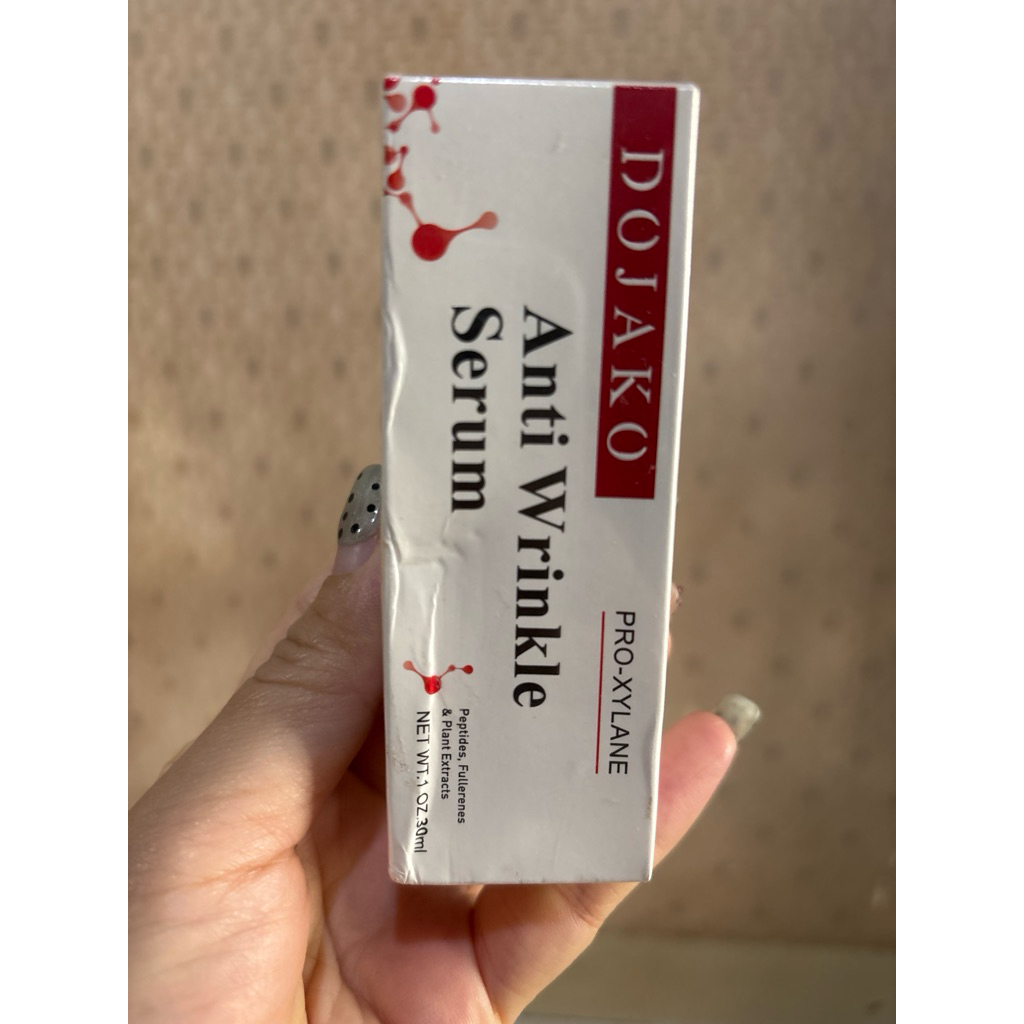 DOJAKO
PRO-XYLANE
Anti Wrinkle
Serum
Peptides, Fullerenes
& Plant Extracts
NET WT.1 OZ.30ml